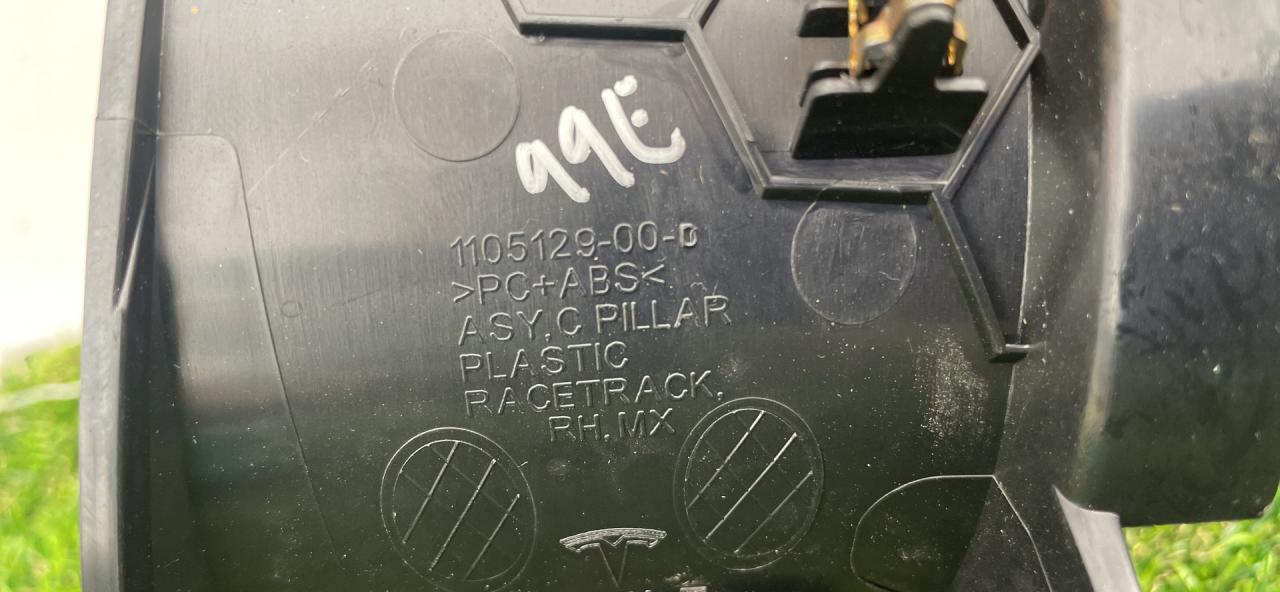 99E
1105129-00-D
>PC+ABS<
ASY, C PILLAR
PLASTIC
RACETRACK,
RH, MX